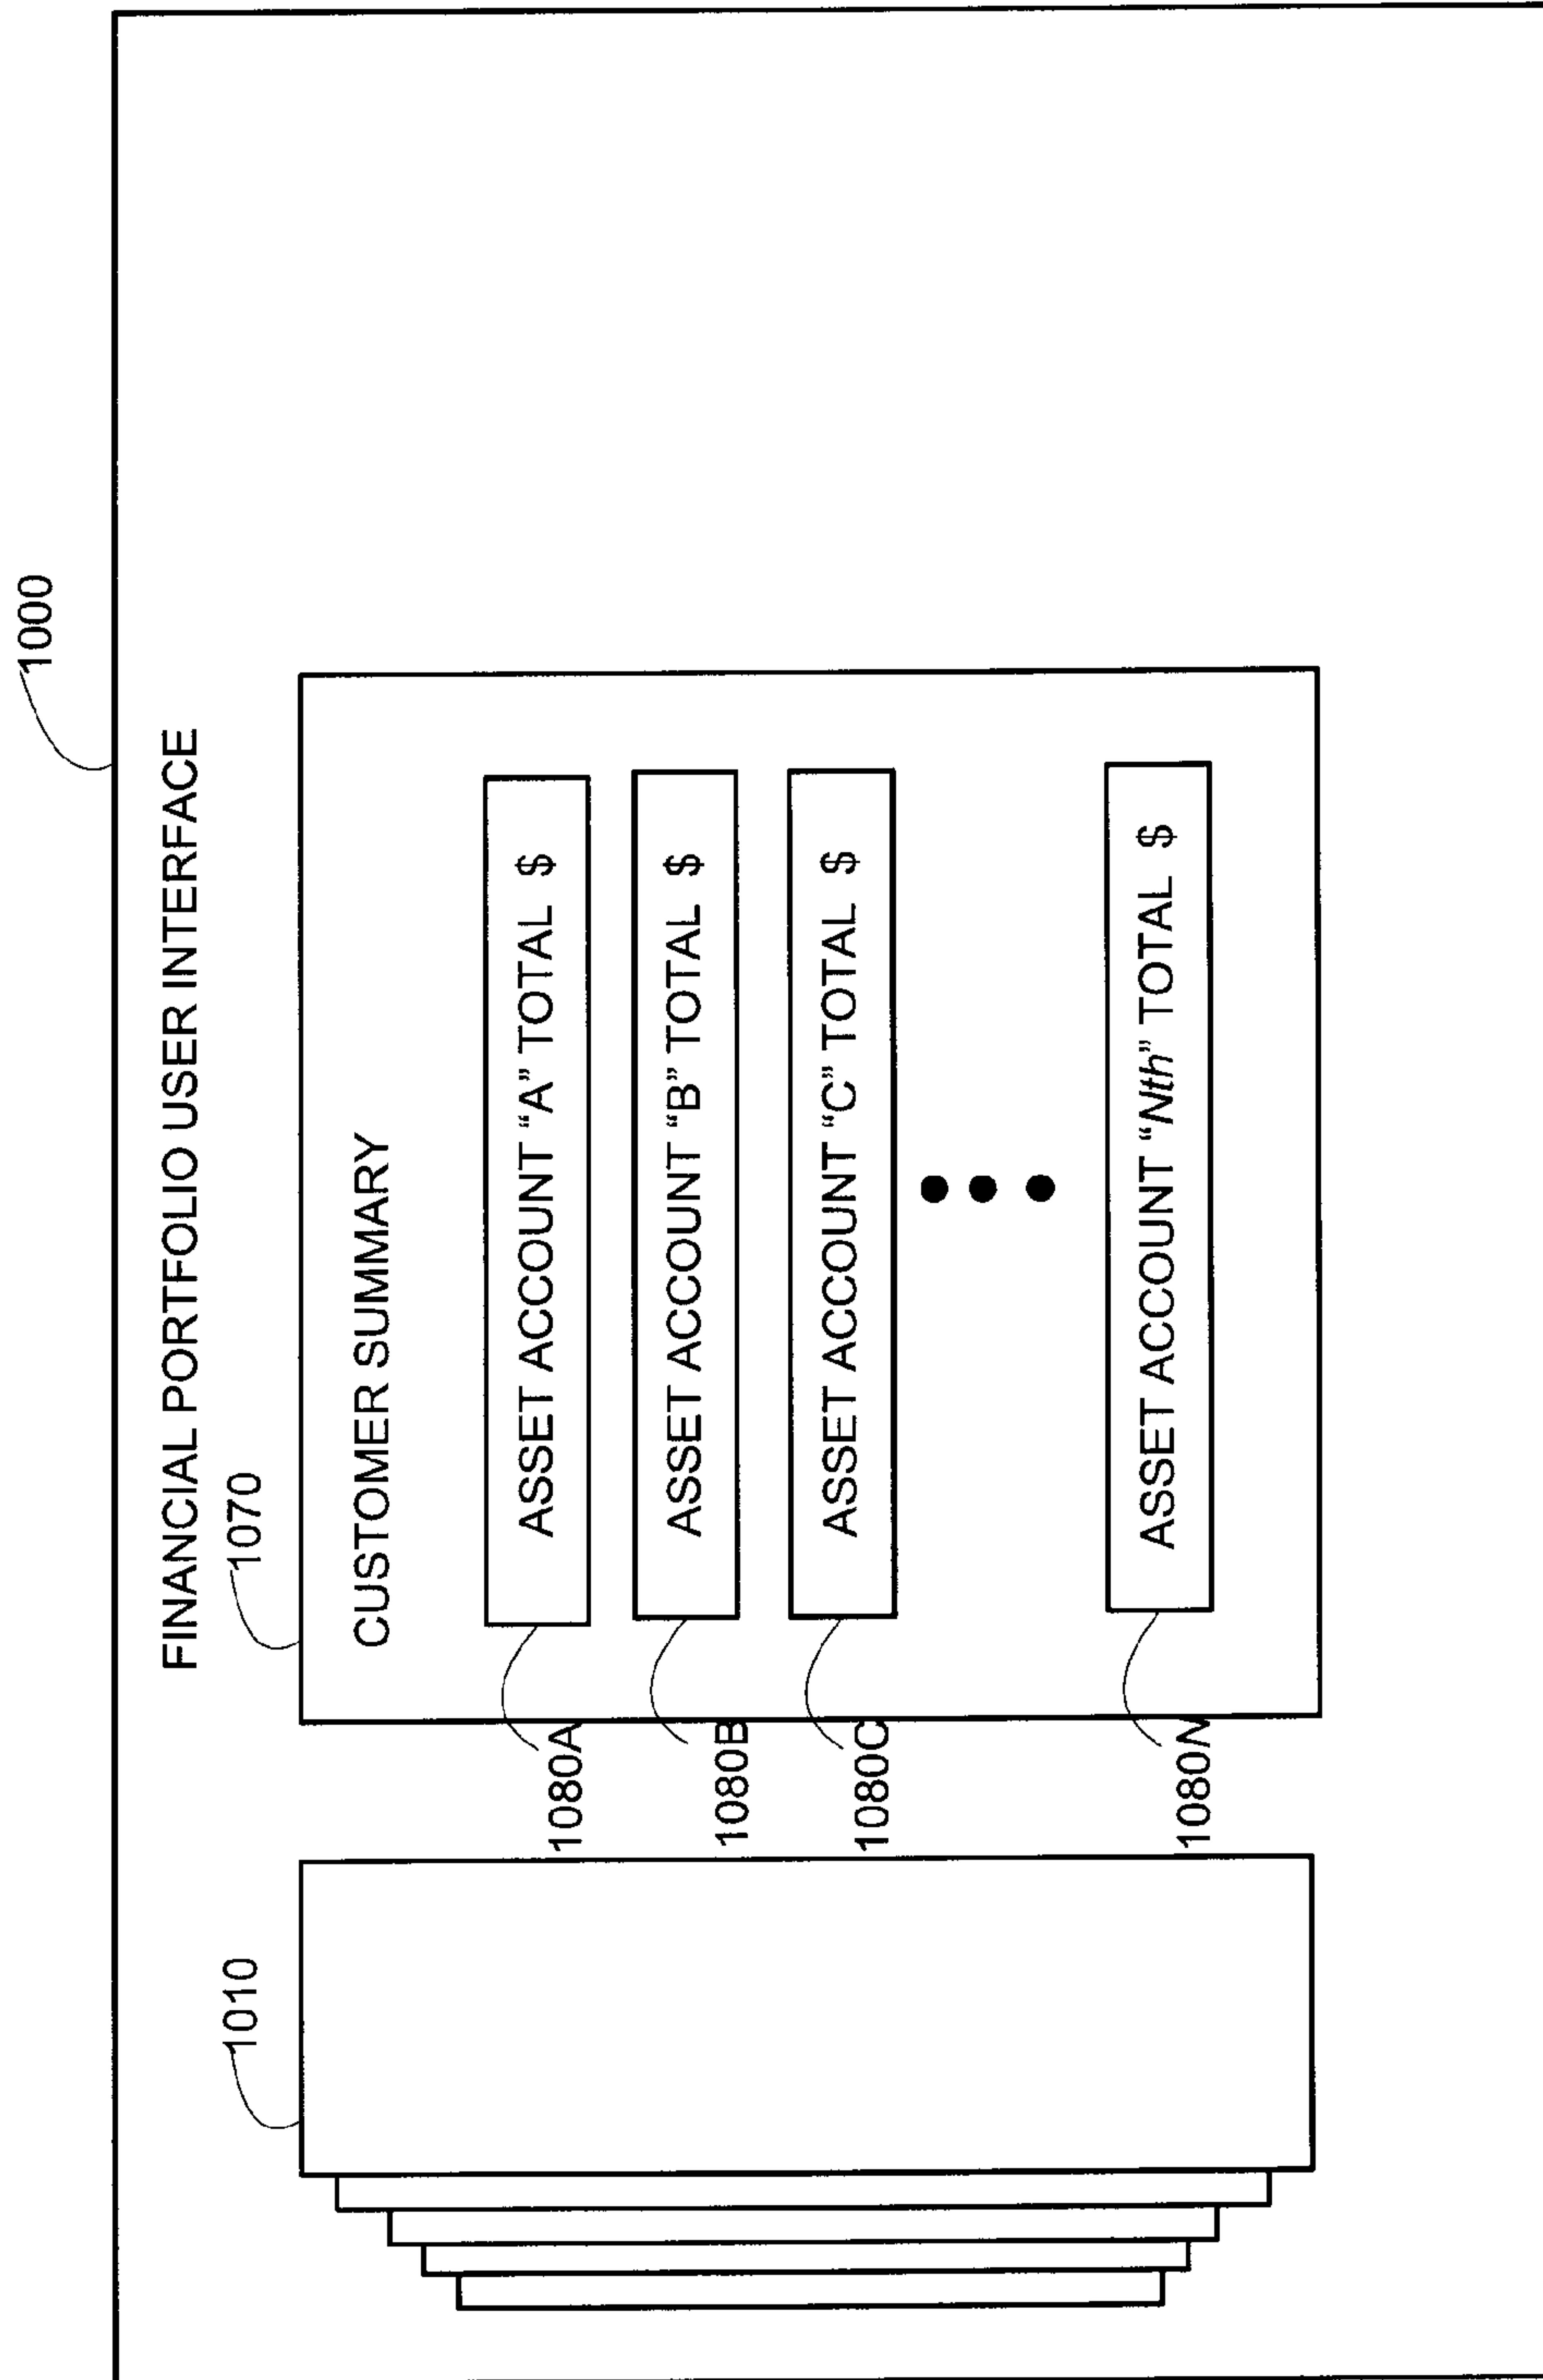 1000
FINANCIAL PORTFOLIO USER INTERFACE
1010
1070
CUSTOMER SUMMARY
1080A
ASSET ACCOUNT “A” TOTAL $
1080B
ASSET ACCOUNT “B” TOTAL $
1080C
ASSET ACCOUNT “C” TOTAL $
1080N
ASSET ACCOUNT “Nth” TOTAL $